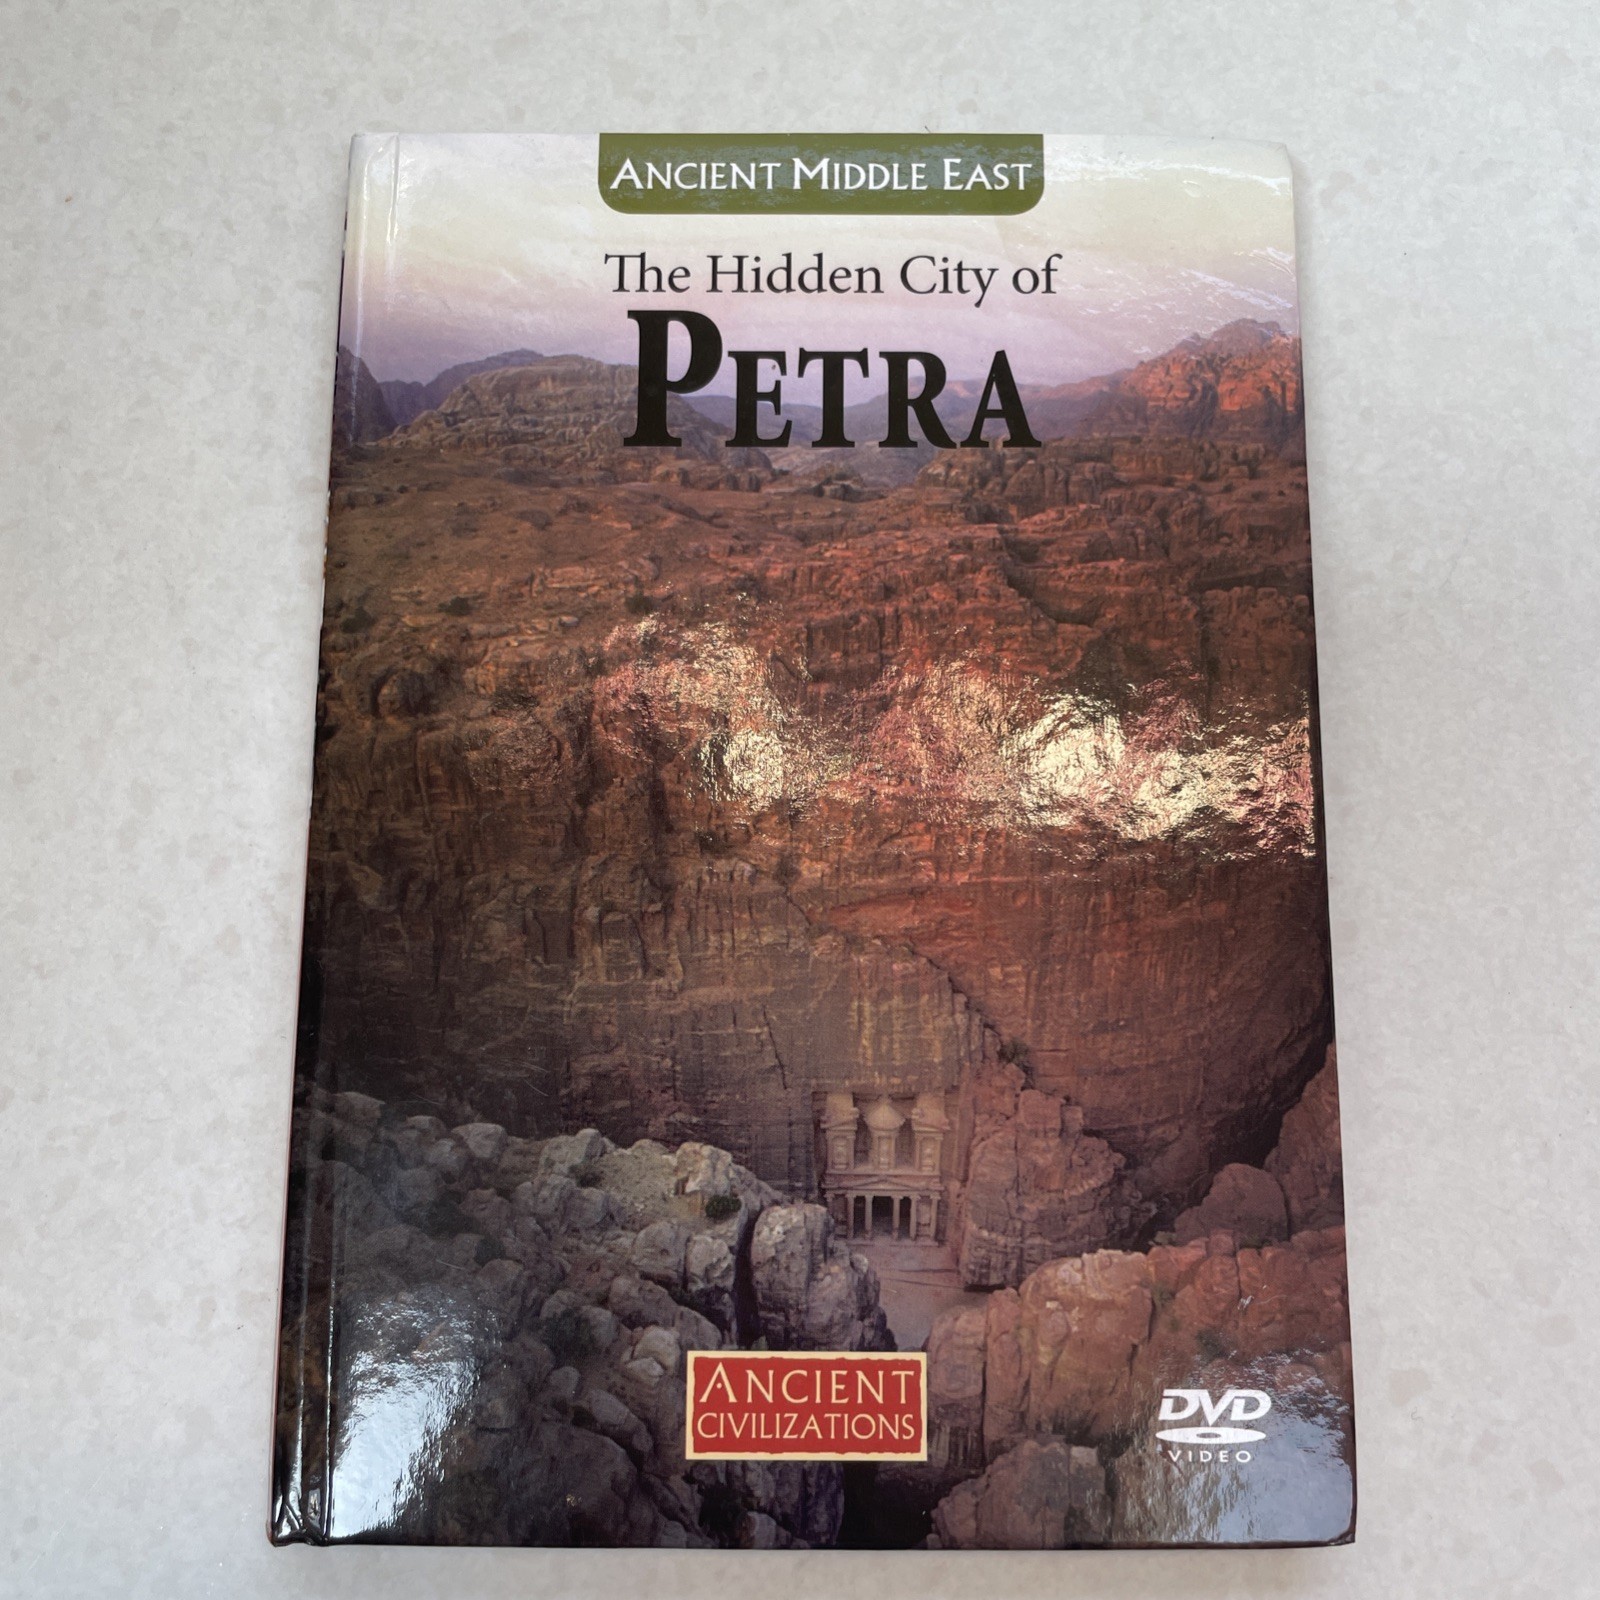 ANCIENT MIDDLE EAST
The Hidden City of
PETRA
ANCIENT
CIVILIZATIONS
DVD
VIDEO